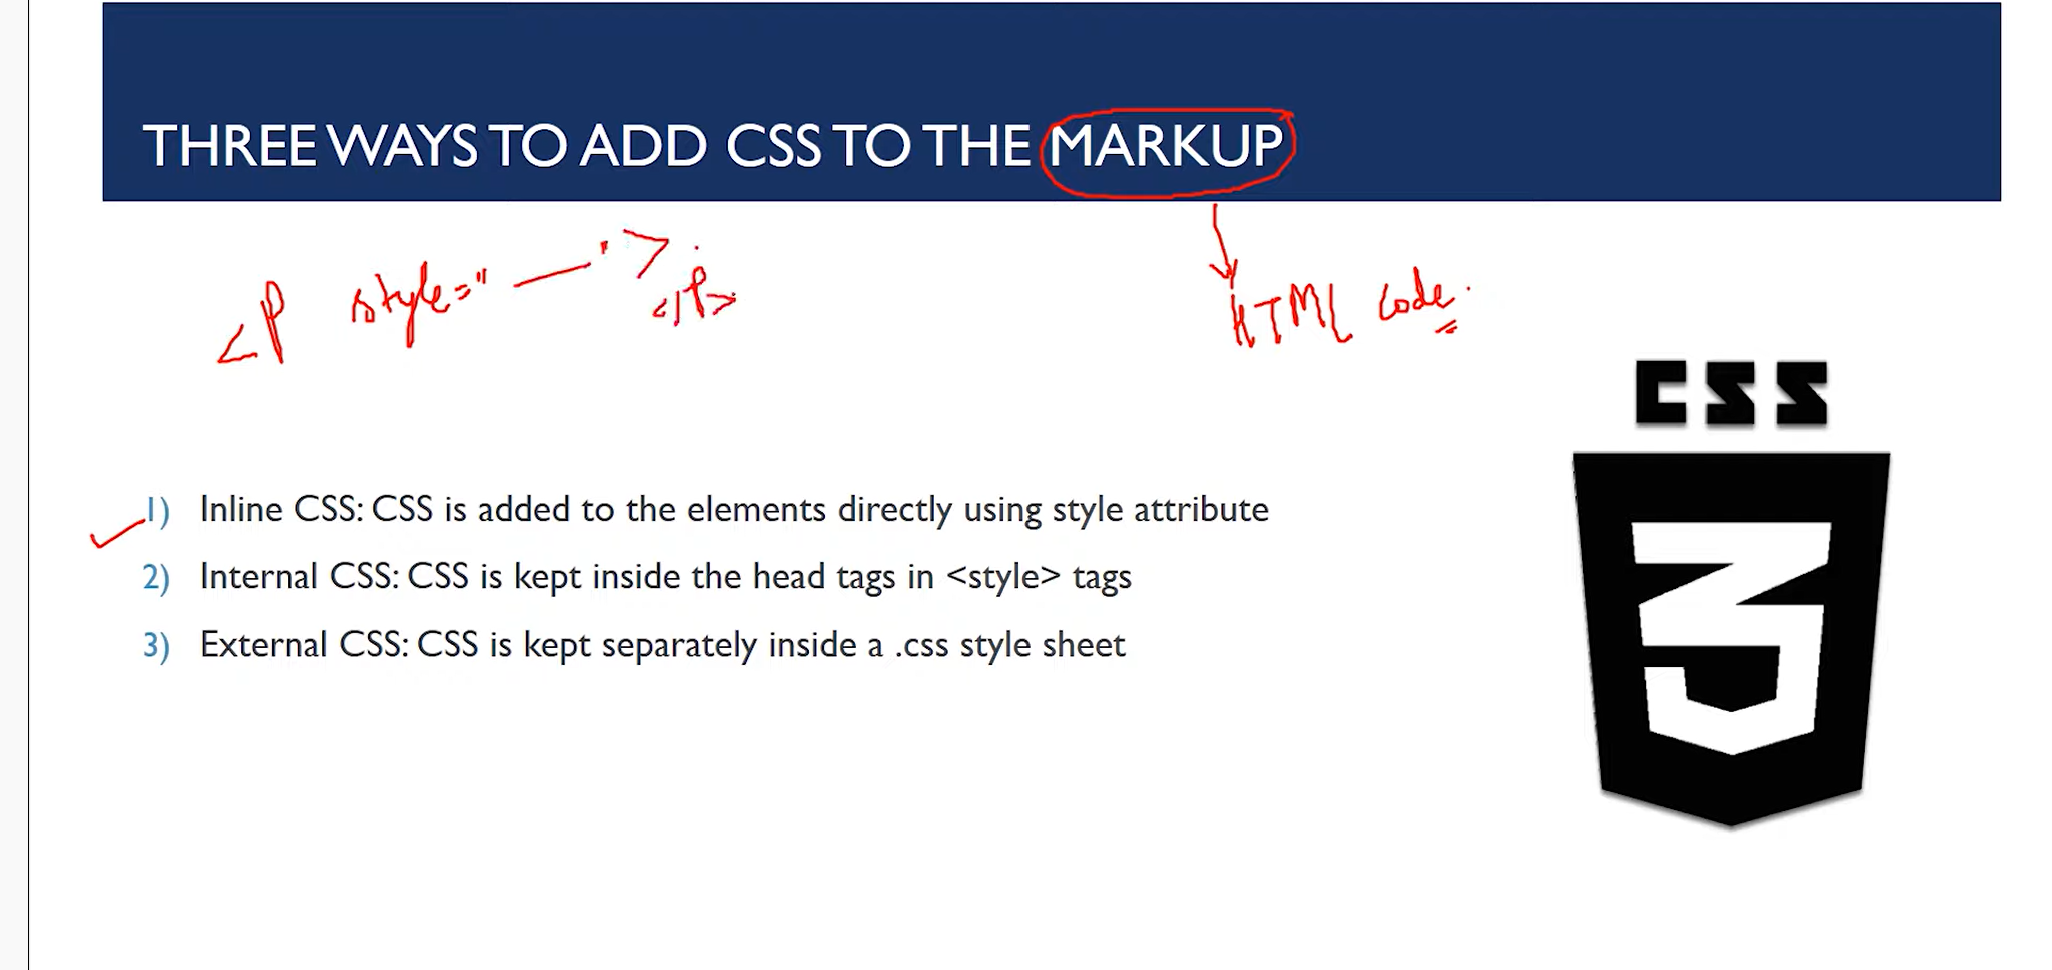 THREE WAYS TO ADD CSS TO THE MARKUP
<p style=" — "> </p>
HTML code.
CSS
3
1) Inline CSS: CSS is added to the elements directly using style attribute
2) Internal CSS: CSS is kept inside the head tags in <style> tags
3) External CSS: CSS is kept separately inside a .css style sheet